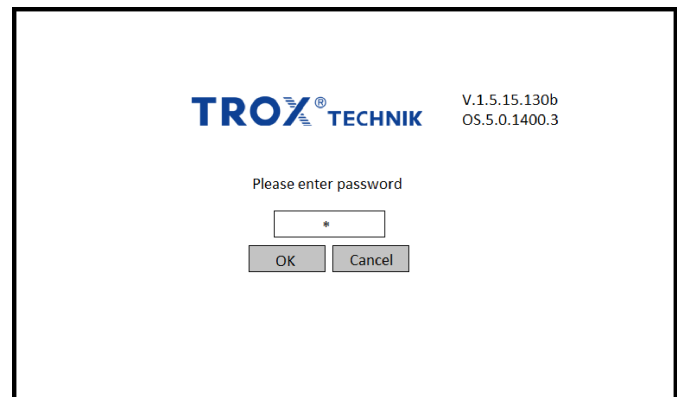 TROX® TECHNIK
V.1.5.15.130b
OS.5.0.1400.3
Please enter password
*
OK
Cancel